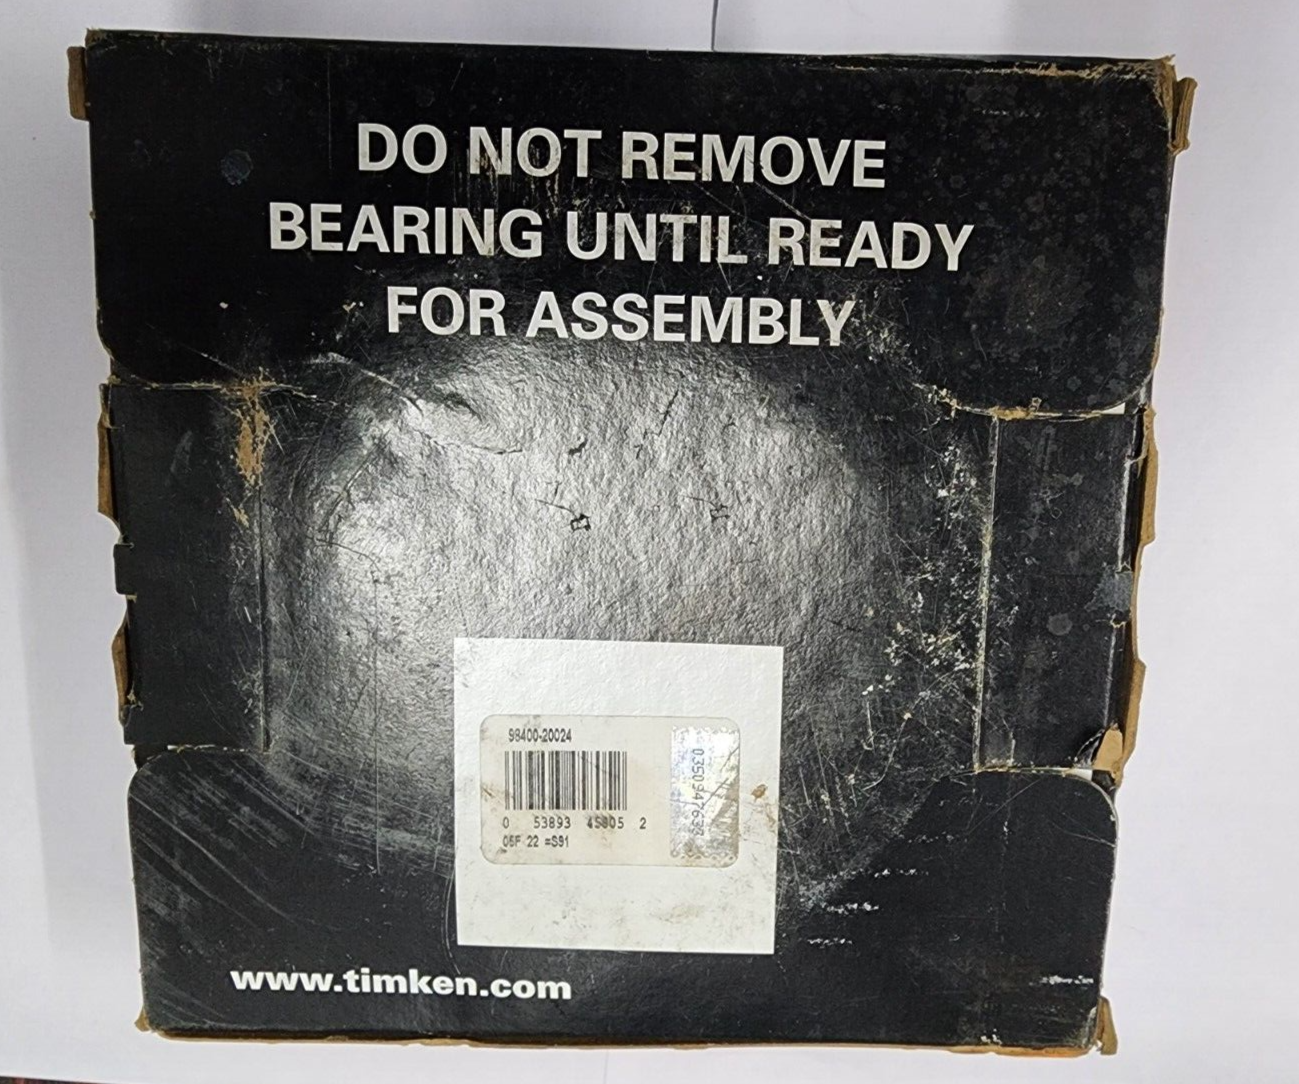 DO NOT REMOVE
BEARING UNTIL READY
FOR ASSEMBLY
98400-20024
0 53893 45805 2
06F 22 =S91
www.timken.com